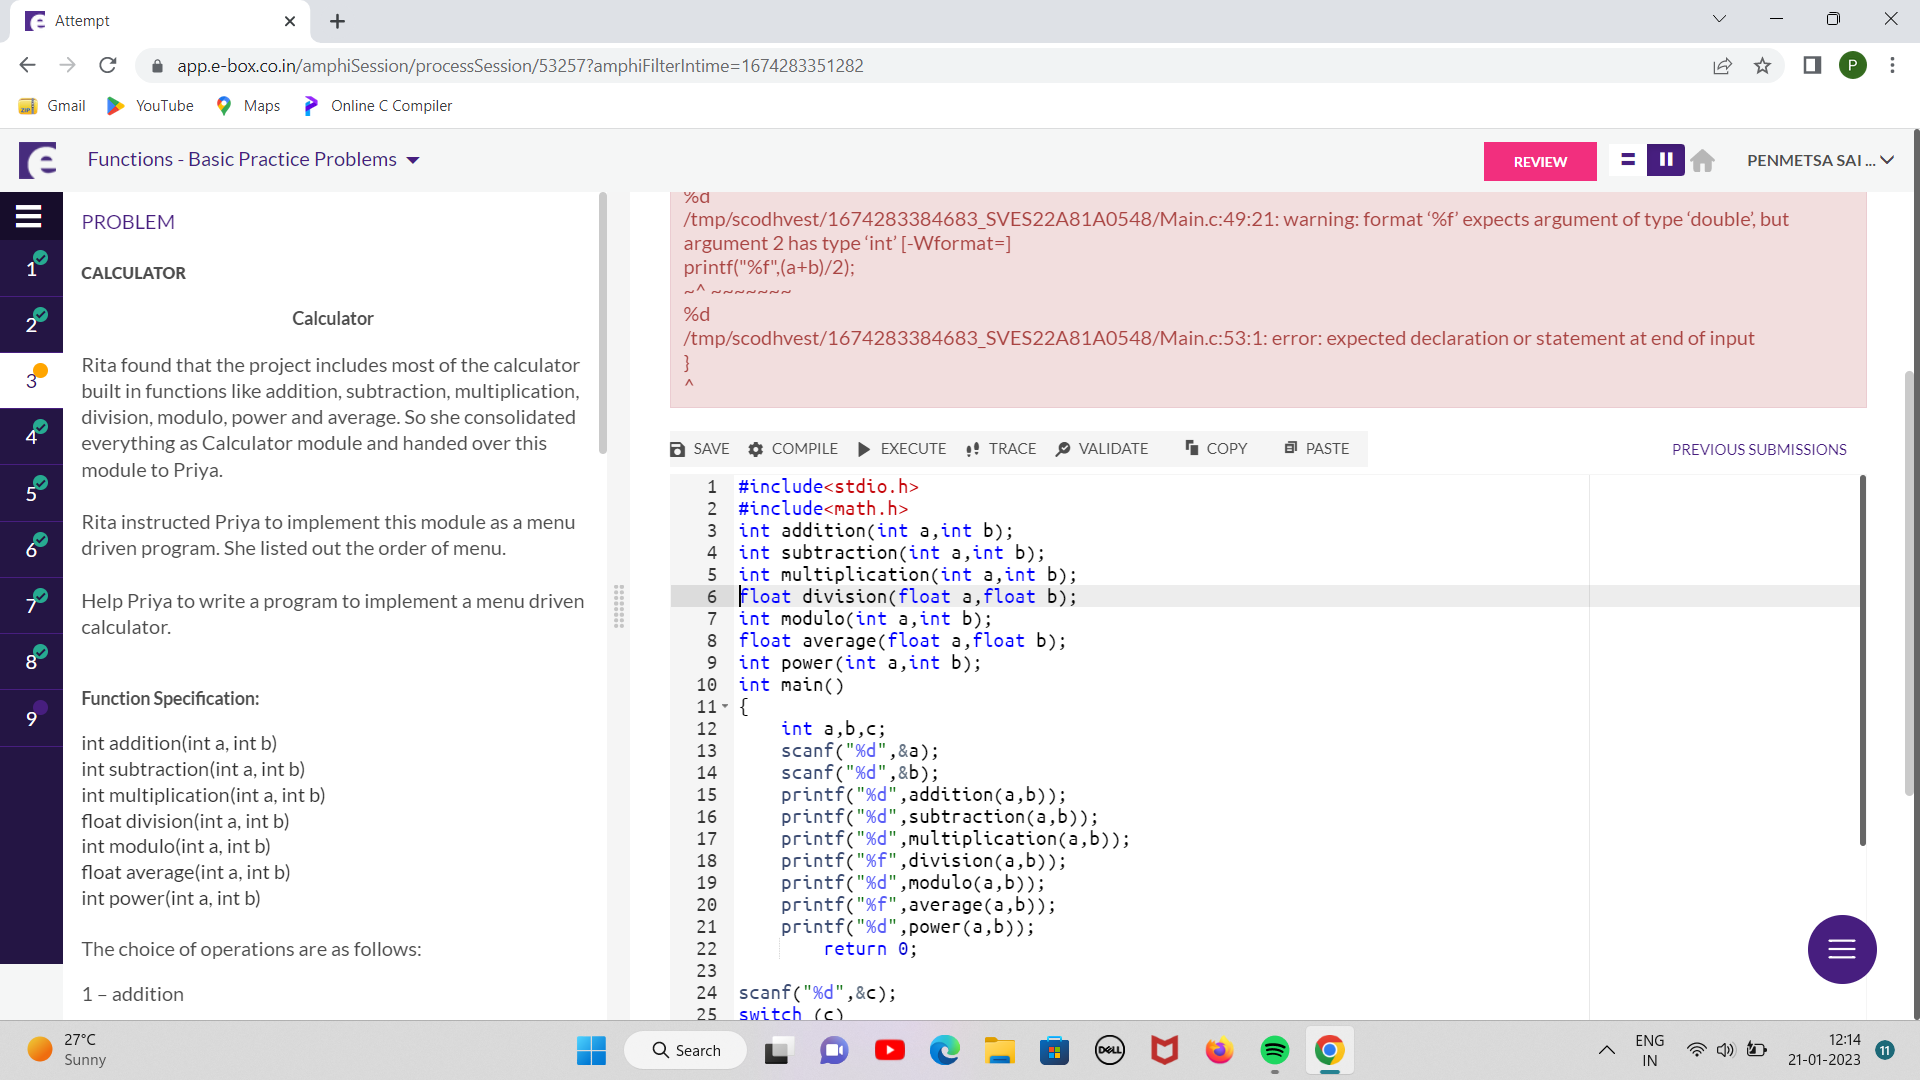 Attempt
app.e-box.co.in/amphiSession/processSession/53257?amphiFilterIntime=1674283351282
P
Gmail
YouTube
Maps
Online C Compiler
Functions - Basic Practice Problems
REVIEW
PENMETSA SAI ...
1
2
3
4
5
6
7
8
9
PROBLEM
CALCULATOR
Calculator
Rita found that the project includes most of the calculator
built in functions like addition, subtraction, multiplication,
division, modulo, power and average. So she consolidated
everything as Calculator module and handed over this
module to Priya.
Rita instructed Priya to implement this module as a menu
driven program. She listed out the order of menu.
Help Priya to write a program to implement a menu driven
calculator.
Function Specification:
int addition(int a, int b)
int subtraction(int a, int b)
int multiplication(int a, int b)
float division(int a, int b)
int modulo(int a, int b)
float average(int a, int b)
int power(int a, int b)
The choice of operations are as follows:
1 – addition
%d
/tmp/scodhvest/1674283384683_SVES22A81A0548/Main.c:49:21: warning: format ‘%f’ expects argument of type ‘double’, but
argument 2 has type ‘int’ [-Wformat=]
printf("%f",(a+b)/2);
~^ ~~~~~~~
%d
/tmp/scodhvest/1674283384683_SVES22A81A0548/Main.c:53:1: error: expected declaration or statement at end of input
}
^
SAVE COMPILE EXECUTE TRACE VALIDATE COPY PASTE
PREVIOUS SUBMISSIONS
1 #include<stdio.h>
2 #include<math.h>
3 int addition(int a,int b);
4 int subtraction(int a,int b);
5 int multiplication(int a,int b);
6 float division(float a,float b);
7 int modulo(int a,int b);
8 float average(float a,float b);
9 int power(int a,int b);
10 int main()
11 {
12 int a,b,c;
13 scanf("%d",&a);
14 scanf("%d",&b);
15 printf("%d",addition(a,b));
16 printf("%d",subtraction(a,b));
17 printf("%d",multiplication(a,b));
18 printf("%f",division(a,b));
19 printf("%d",modulo(a,b));
20 printf("%f",average(a,b));
21 printf("%d",power(a,b));
22 return 0;
23
24 scanf("%d",&c);
25 switch (c)
27°C
Sunny
Search
DELL
ENG
IN
12:14
21-01-2023
11